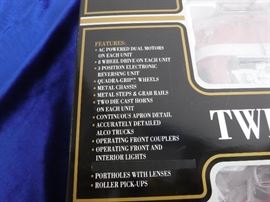 FEATURES:
• AC POWERED DUAL MOTORS
ON EACH UNIT
• 8 WHEEL DRIVE ON EACH UNIT
• 3 POSITION ELECTRONIC
REVERSING UNIT
• QUADRA-GRIP™ WHEELS
• METAL CHASSIS
• METAL STEPS & GRAB RAILS
• TWO DIE CAST HORNS
ON EACH UNIT
• CONTINUOUS APRON DETAIL
• ACCURATELY DETAILED
ALCO TRUCKS
• OPERATING FRONT COUPLERS
• OPERATING FRONT AND
INTERIOR LIGHTS
• PORTHOLES WITH LENSES
• ROLLER PICK-UPS
TW